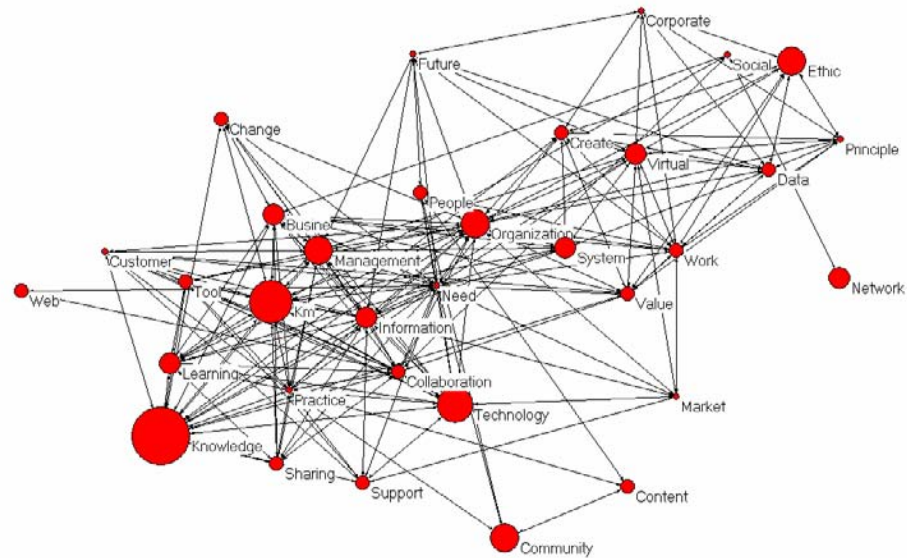 Corporate
Future
Social
Ethic
Change
Create
Principle
Virtual
Data
People
Busine
Organization
Customer
Management
System
Work
Web
Tool
Km
Need
Value
Network
Information
Learning
Collaboration
Practice
Technology
Market
Knowledge
Sharing
Support
Content
Community